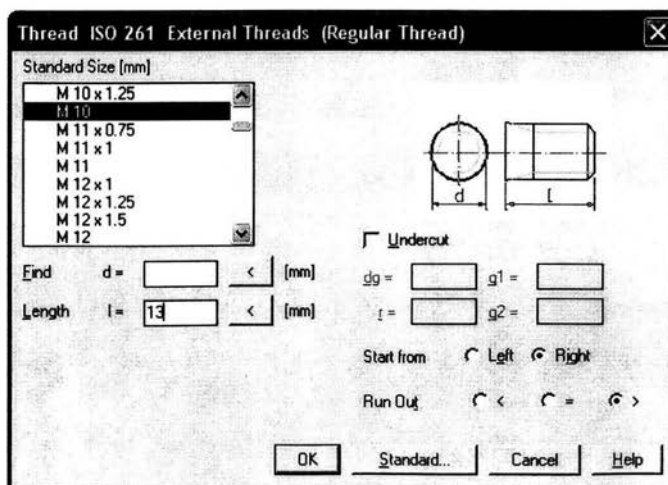 Thread ISO 261 External Threads (Regular Thread)
Standard Size [mm]
M 10 x 1.25
M 10
M 11 x 0.75
M 11 x 1
M 11
M 12 x 1
M 12 x 1.25
M 12 x 1.5
M 12
d
l
Find d = < [mm]
Length l = 13 < [mm]
Undercut
dg = g1 =
r = g2 =
Start from Left Right
Run Out < = >
OK Standard... Cancel Help